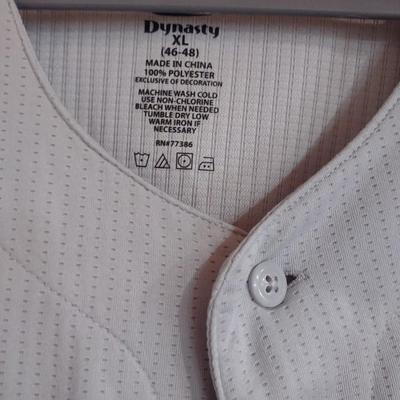 Dynasty
XL
(46-48)
MADE IN CHINA
100% POLYESTER
EXCLUSIVE OF DECORATION
MACHINE WASH COLD
USE NON-CHLORINE
BLEACH WHEN NEEDED
TUMBLE DRY LOW
WARM IRON IF
NECESSARY
RN#77386